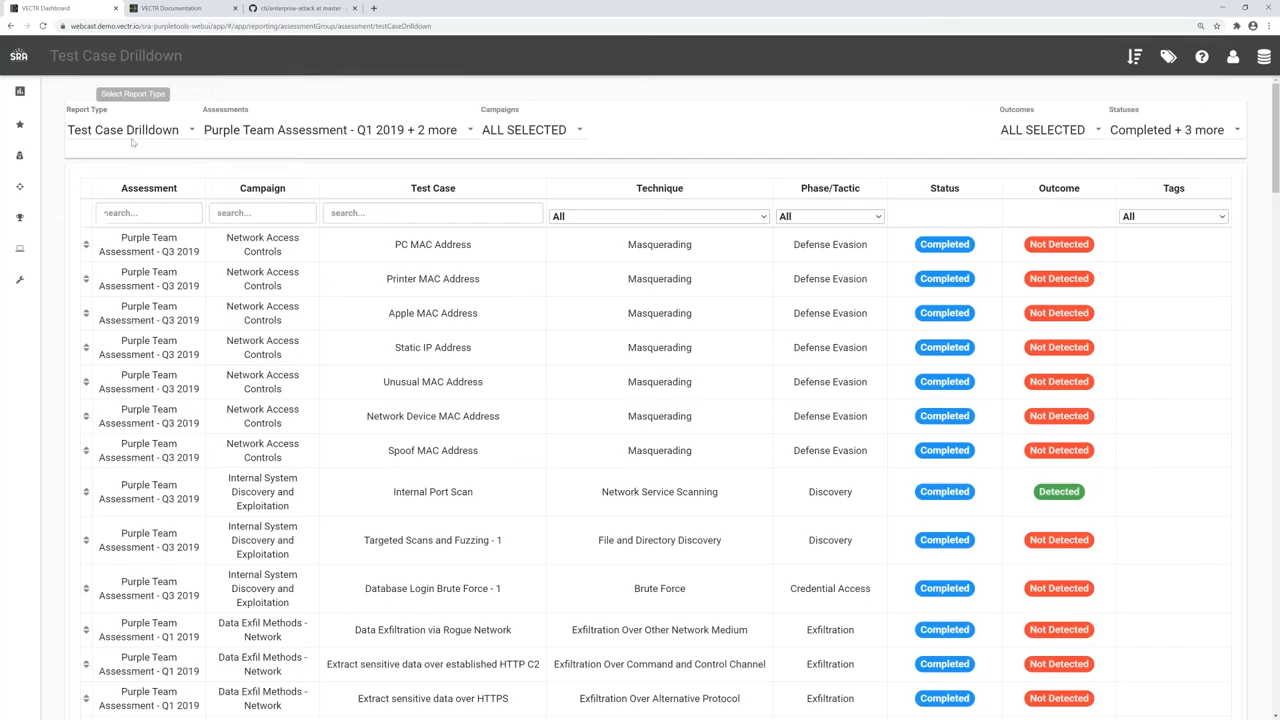 VECTR Dashboard
VECTR Documentation
cti/enterprise-attack at master ·
webcast.demo.vectr.io/sra-purpletools-webui/app/#/app/reporting/assessmentGroup/assessment/testCaseDrilldown
SRA
Test Case Drilldown
Select Report Type
Report Type
Assessments
Campaigns
Outcomes
Statuses
Test Case Drilldown
Purple Team Assessment - Q1 2019 + 2 more
ALL SELECTED
ALL SELECTED
Completed + 3 more
Assessment
Campaign
Test Case
Technique
Phase/Tactic
Status
Outcome
Tags
search...
search...
search...
All
All
All
Purple Team
Assessment - Q3 2019
Network Access
Controls
PC MAC Address
Masquerading
Defense Evasion
Completed
Not Detected
Purple Team
Assessment - Q3 2019
Network Access
Controls
Printer MAC Address
Masquerading
Defense Evasion
Completed
Not Detected
Purple Team
Assessment - Q3 2019
Network Access
Controls
Apple MAC Address
Masquerading
Defense Evasion
Completed
Not Detected
Purple Team
Assessment - Q3 2019
Network Access
Controls
Static IP Address
Masquerading
Defense Evasion
Completed
Not Detected
Purple Team
Assessment - Q3 2019
Network Access
Controls
Unusual MAC Address
Masquerading
Defense Evasion
Completed
Not Detected
Purple Team
Assessment - Q3 2019
Network Access
Controls
Network Device MAC Address
Masquerading
Defense Evasion
Completed
Not Detected
Purple Team
Assessment - Q3 2019
Network Access
Controls
Spoof MAC Address
Masquerading
Defense Evasion
Completed
Not Detected
Purple Team
Assessment - Q3 2019
Internal System
Discovery and
Exploitation
Internal Port Scan
Network Service Scanning
Discovery
Completed
Detected
Purple Team
Assessment - Q3 2019
Internal System
Discovery and
Exploitation
Targeted Scans and Fuzzing - 1
File and Directory Discovery
Discovery
Completed
Not Detected
Purple Team
Assessment - Q3 2019
Internal System
Discovery and
Exploitation
Database Login Brute Force - 1
Brute Force
Credential Access
Completed
Not Detected
Purple Team
Assessment - Q1 2019
Data Exfil Methods -
Network
Data Exfiltration via Rogue Network
Exfiltration Over Other Network Medium
Exfiltration
Completed
Not Detected
Purple Team
Assessment - Q1 2019
Data Exfil Methods -
Network
Extract sensitive data over established HTTP C2
Exfiltration Over Command and Control Channel
Exfiltration
Completed
Not Detected
Purple Team
Assessment - Q1 2019
Data Exfil Methods -
Network
Extract sensitive data over HTTPS
Exfiltration Over Alternative Protocol
Exfiltration
Completed
Not Detected